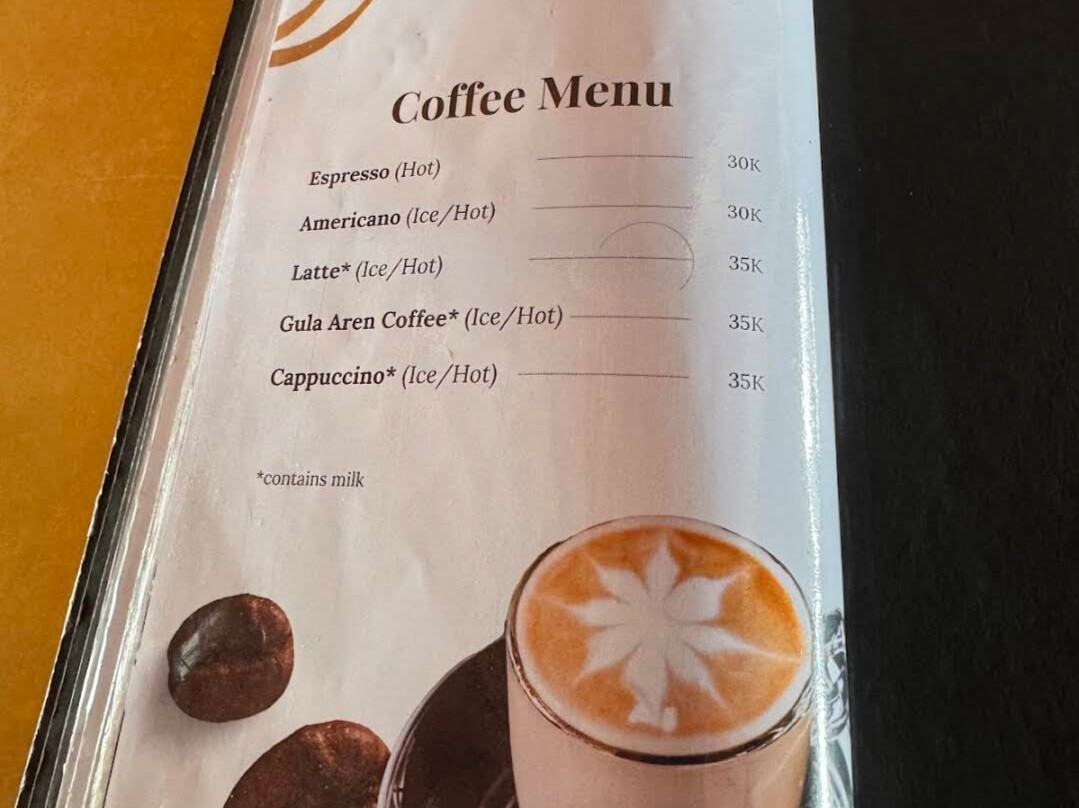 Coffee Menu
Espresso (Hot) 30K
Americano (Ice/Hot) 30K
Latte* (Ice/Hot) 35K
Gula Aren Coffee* (Ice/Hot) 35K
Cappuccino* (Ice/Hot) 35K
*contains milk